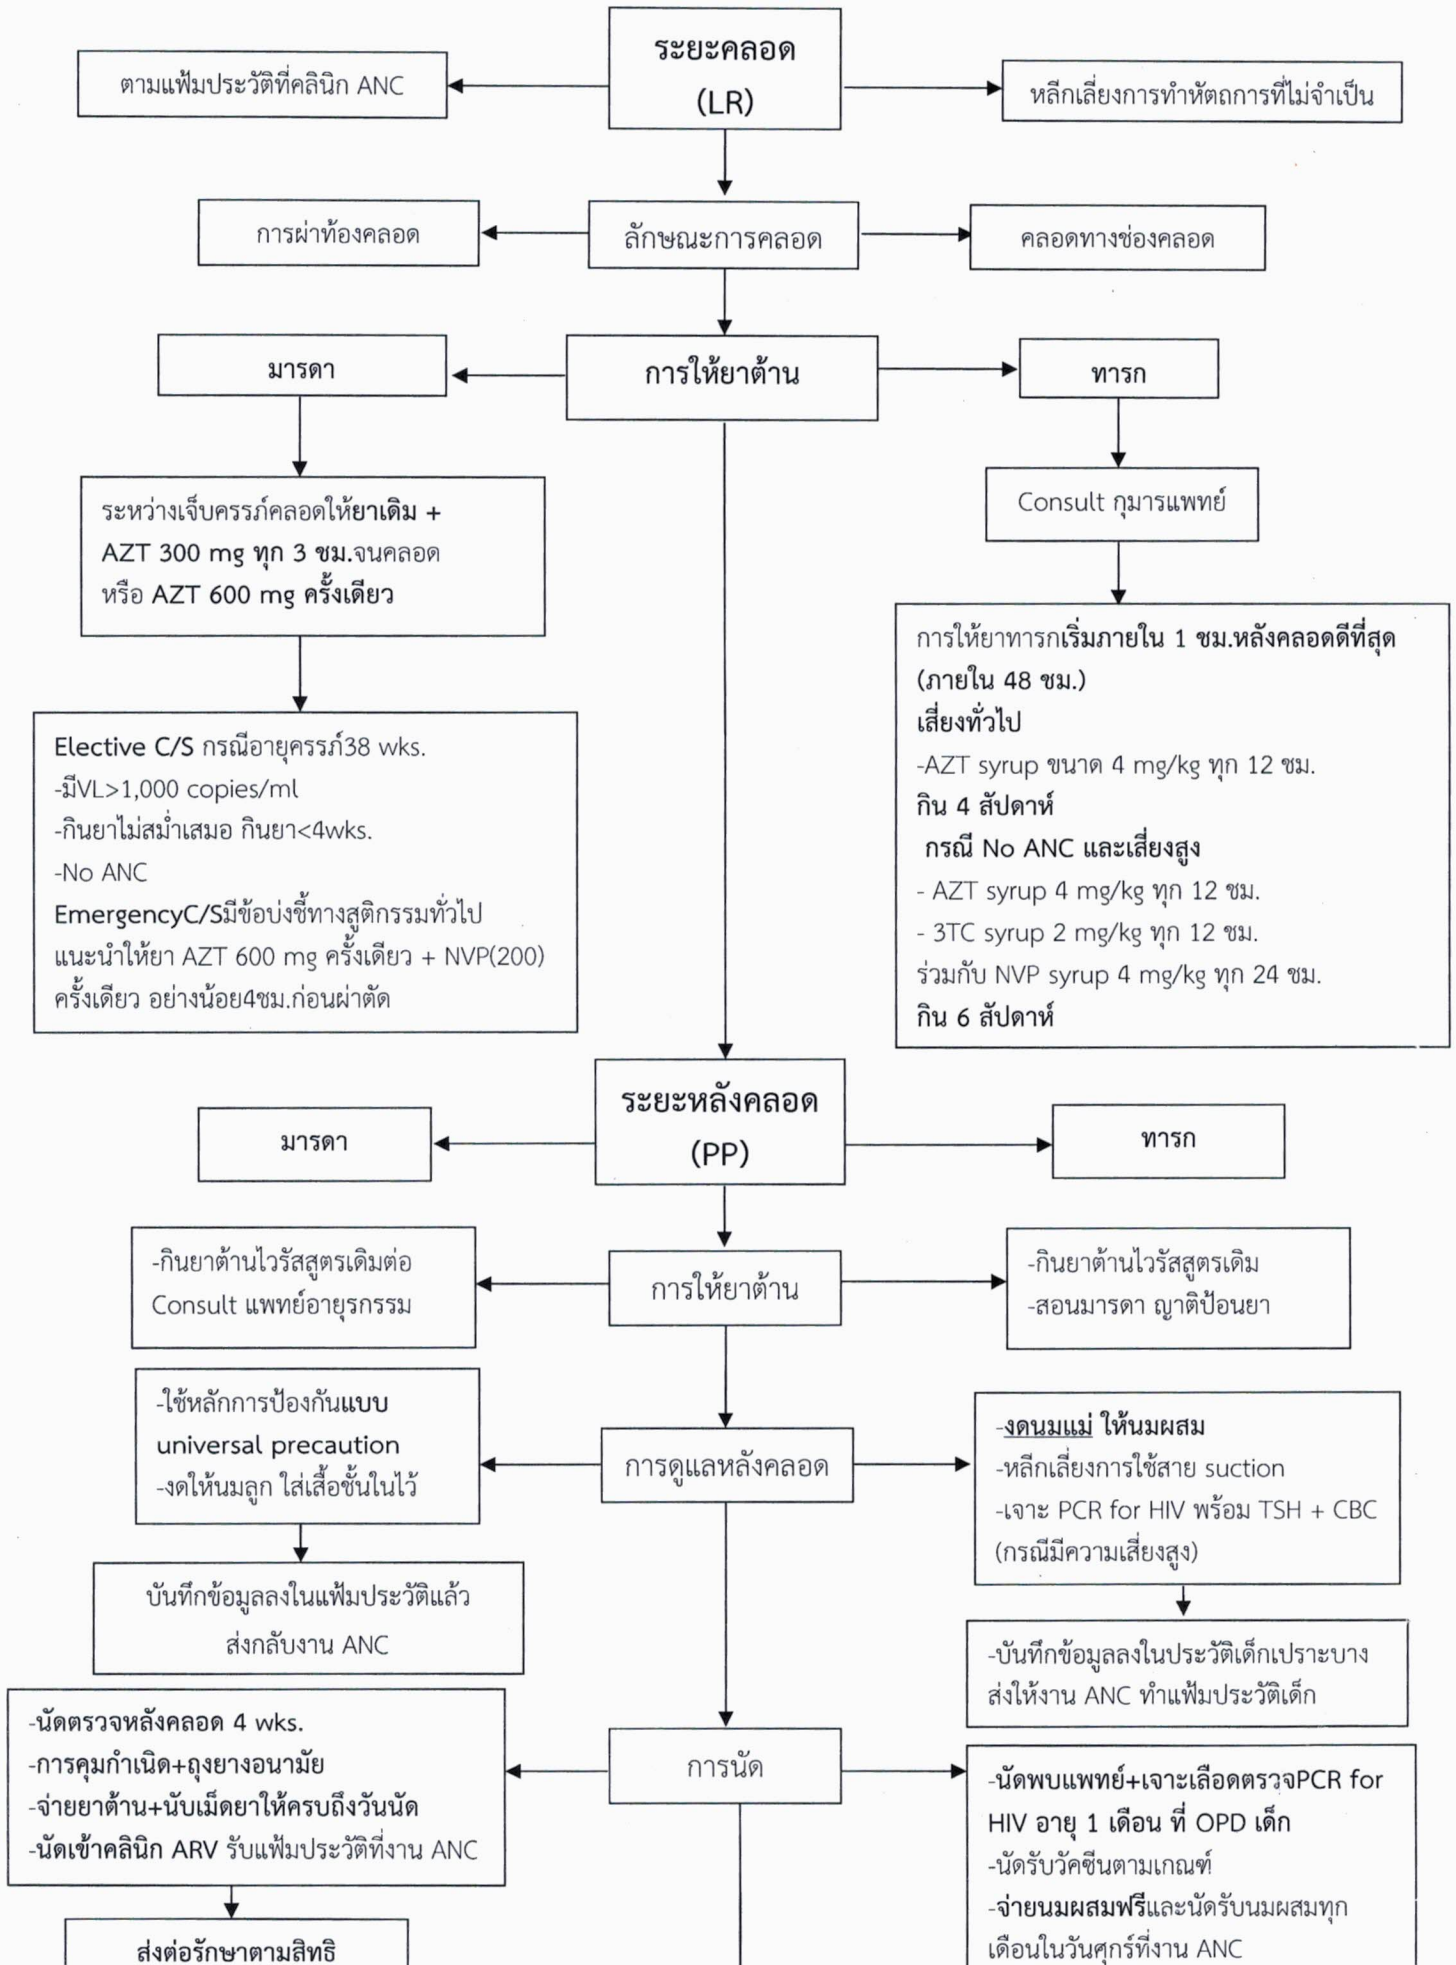 ระยะคลอด
(LR)
ตามแฟ้มประวัติที่คลินิก ANC
หลีกเลี่ยงการทำหัตถการที่ไม่จำเป็น
การผ่าท้องคลอด
ลักษณะการคลอด
คลอดทางช่องคลอด
มารดา
การให้ยาต้าน
ทารก
ระหว่างเจ็บครรภ์คลอดให้ยาเดิม +
AZT 300 mg ทุก 3 ชม.จนคลอด
หรือ AZT 600 mg ครั้งเดียว
Consult กุมารแพทย์
Elective C/S กรณีอายุครรภ์38 wks.
-มีVL>1,000 copies/ml
-กินยาไม่สม่ำเสมอ กินยา<4wks.
-No ANC
EmergencyC/Sมีข้อบ่งชี้ทางสูติกรรมทั่วไป
แนะนำให้ยา AZT 600 mg ครั้งเดียว + NVP(200)
ครั้งเดียว อย่างน้อย4ชม.ก่อนผ่าตัด
การให้ยาทารกเริ่มภายใน 1 ชม.หลังคลอดดีที่สุด
(ภายใน 48 ชม.)
เสี่ยงทั่วไป
-AZT syrup ขนาด 4 mg/kg ทุก 12 ชม.
กิน 4 สัปดาห์
กรณี No ANC และเสี่ยงสูง
- AZT syrup 4 mg/kg ทุก 12 ชม.
- 3TC syrup 2 mg/kg ทุก 12 ชม.
ร่วมกับ NVP syrup 4 mg/kg ทุก 24 ชม.
กิน 6 สัปดาห์
ระยะหลังคลอด
(PP)
มารดา
ทารก
-กินยาต้านไวรัสสูตรเดิมต่อ
Consult แพทย์อายุรกรรม
การให้ยาต้าน
-กินยาต้านไวรัสสูตรเดิม
-สอนมารดา ญาติป้อนยา
-ใช้หลักการป้องกันแบบ
universal precaution
-งดให้นมลูก ใส่เสื้อชั้นในไว้
การดูแลหลังคลอด
-งดนมแม่ ให้นมผสม
-หลีกเลี่ยงการใช้สาย suction
-เจาะ PCR for HIV พร้อม TSH + CBC
(กรณีมีความเสี่ยงสูง)
บันทึกข้อมูลลงในแฟ้มประวัติแล้ว
ส่งกลับงาน ANC
-บันทึกข้อมูลลงในประวัติเด็กเปราะบาง
ส่งให้งาน ANC ทำแฟ้มประวัติเด็ก
-นัดตรวจหลังคลอด 4 wks.
-การคุมกำเนิด+ถุงยางอนามัย
-จ่ายยาต้าน+นับเม็ดยาให้ครบถึงวันนัด
-นัดเข้าคลินิก ARV รับแฟ้มประวัติที่งาน ANC
การนัด
-นัดพบแพทย์+เจาะเลือดตรวจPCR for
HIV อายุ 1 เดือน ที่ OPD เด็ก
-นัดรับวัคซีนตามเกณฑ์
-จ่ายนมผสมฟรีและนัดรับนมผสมทุก
เดือนในวันศุกร์ที่งาน ANC
ส่งต่อรักษาตามสิทธิ